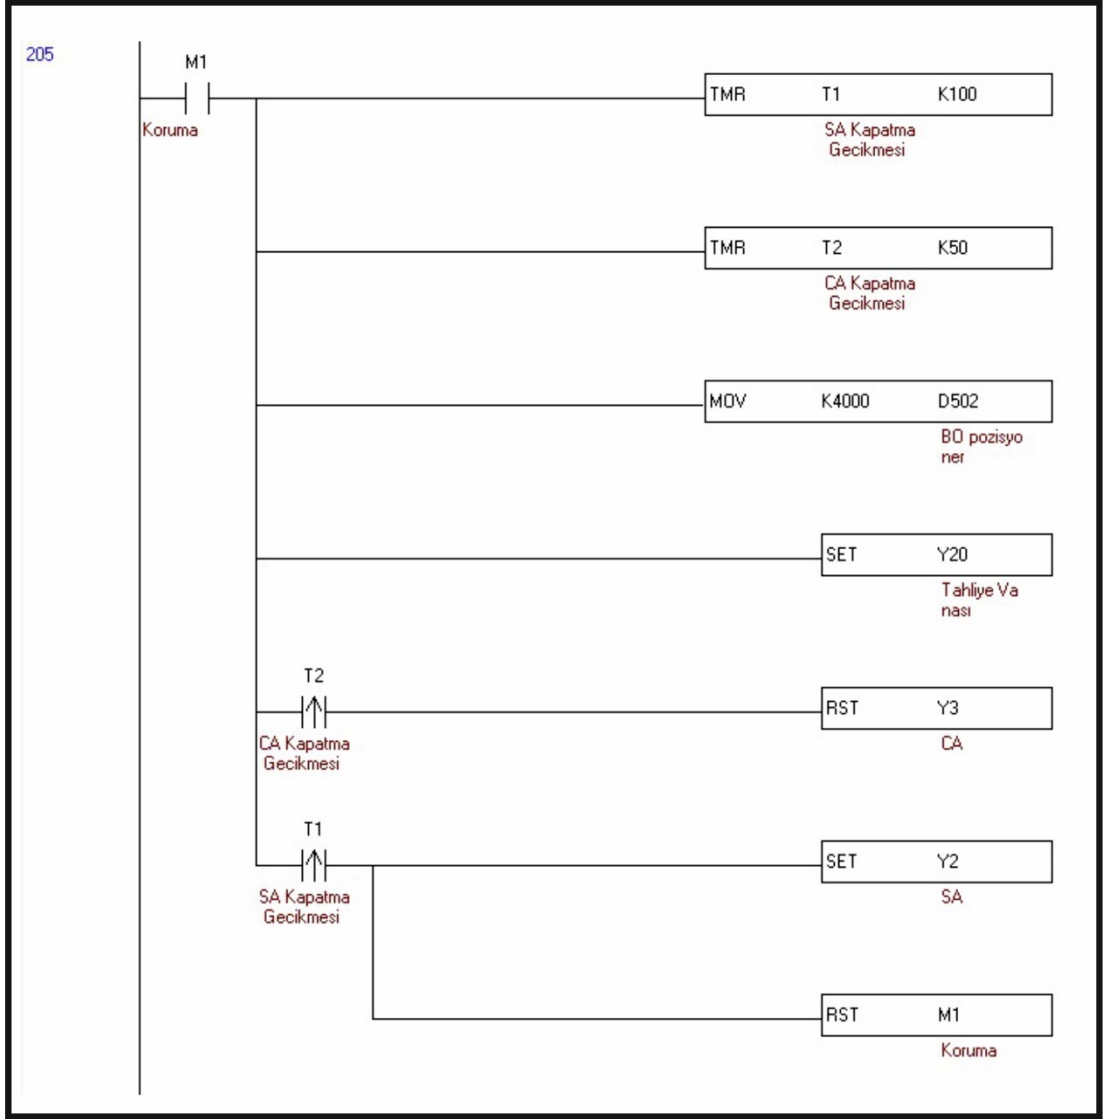 205
M1
Koruma
TMR T1 K100
SA Kapatma
Gecikmesi
TMR T2 K50
CA Kapatma
Gecikmesi
MOV K4000 D502
BO pozisyo
ner
SET Y20
Tahliye Va
nası
T2
CA Kapatma
Gecikmesi
RST Y3
CA
T1
SA Kapatma
Gecikmesi
SET Y2
SA
RST M1
Koruma